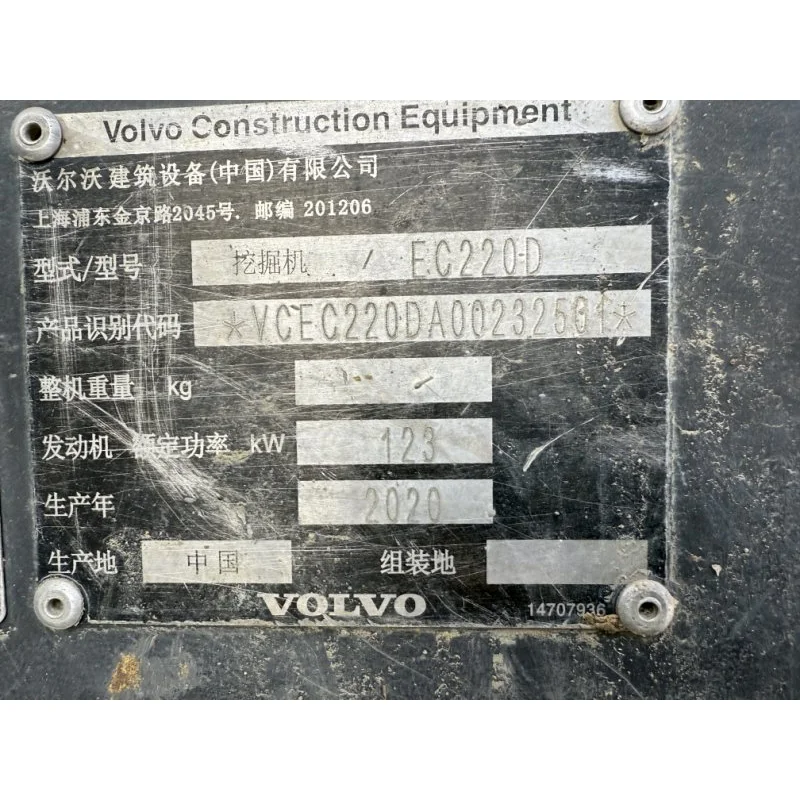 Volvo Construction Equipment
沃尔沃建筑设备(中国)有限公司
上海浦东金京路2045号. 邮编 201206
型式/型号 挖掘机 / EC220D
产品识别代码 *VCEC220DA00232501*
整机重量 kg
发动机 额定功率 kW 123
生产年 2020
生产地 中国 组装地
VOLVO 14707936